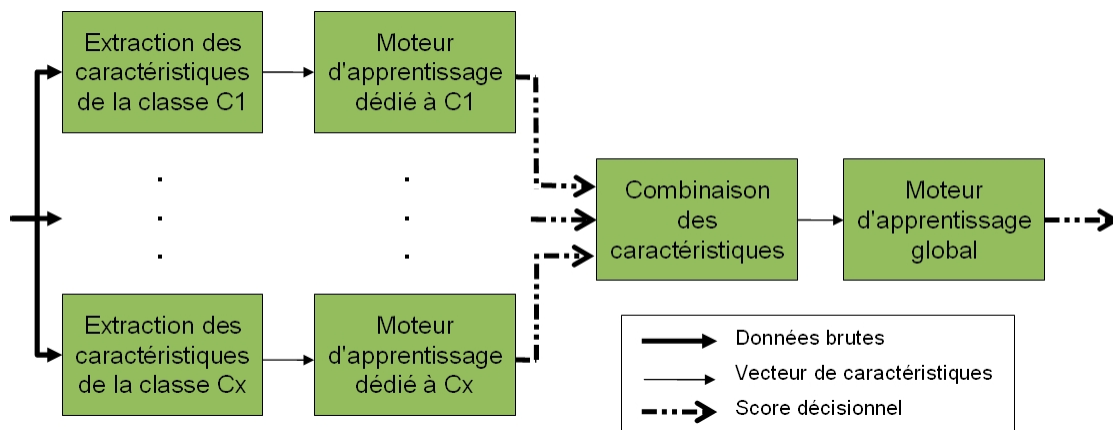 Extraction des
caractéristiques
de la classe C1
Moteur
d'apprentissage
dédié à C1
Combinaison
des
caractéristiques
Moteur
d'apprentissage
global
Extraction des
caractéristiques
de la classe Cx
Moteur
d'apprentissage
dédié à Cx
Données brutes
Vecteur de caractéristiques
Score décisionnel